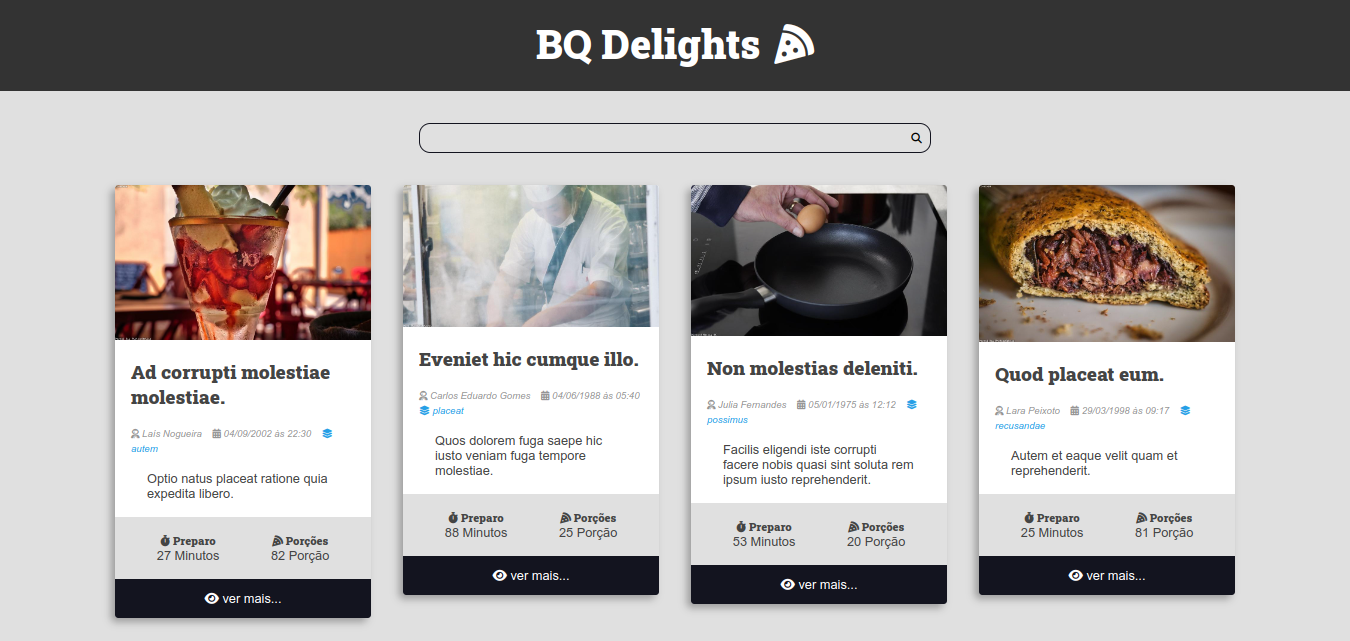 BQ Delights
Ad corrupti molestiae
molestiae.
Laís Nogueira 04/09/2002 às 22:30
autem
Optio natus placeat ratione quia
expedita libero.
Preparo Porções
27 Minutos 82 Porção
ver mais...
Eveniet hic cumque illo.
Carlos Eduardo Gomes 04/06/1988 às 05:40
placeat
Quos dolorem fuga saepe hic
iusto veniam fuga tempore
molestiae.
Preparo Porções
88 Minutos 25 Porção
ver mais...
Non molestias deleniti.
Julia Fernandes 05/01/1975 às 12:12
possimus
Facilis eligendi iste corrupti
facere nobis quasi sint soluta rem
ipsum iusto reprehenderit.
Preparo Porções
53 Minutos 20 Porção
ver mais...
Quod placeat eum.
Lara Peixoto 29/03/1998 às 09:17
recusandae
Autem et eaque velit quam et
reprehenderit.
Preparo Porções
25 Minutos 81 Porção
ver mais...